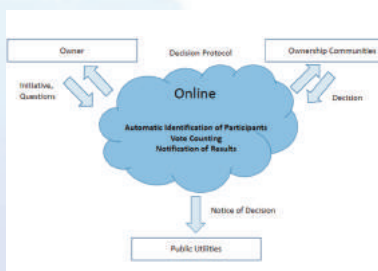 Owner
Decision Protocol
Ownership Communities
Initiative,
Questions
Online
Decision
Automatic Identification of Participants
Vote Counting
Notification of Results
Notice of Decision
Public Utilities